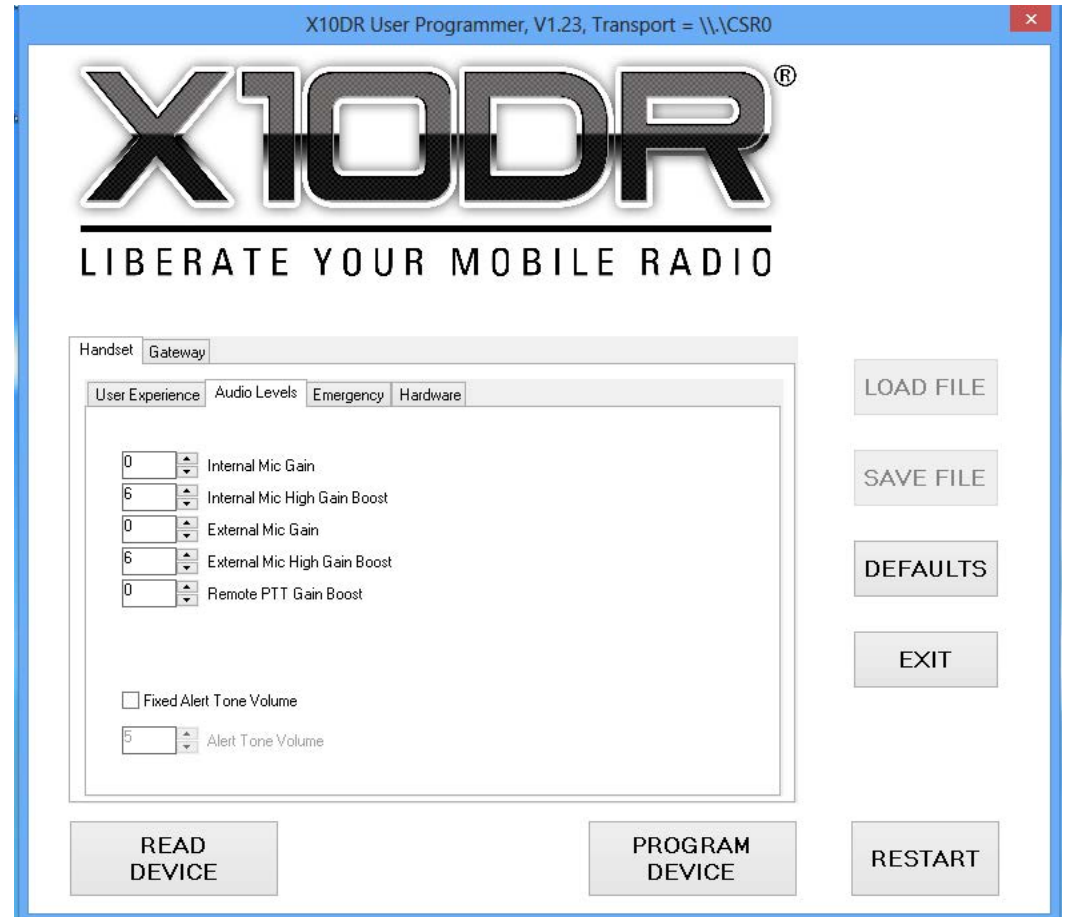 X10DR User Programmer, V1.23, Transport = \\.\CSR0
X10DR®
LIBERATE YOUR MOBILE RADIO
Handset Gateway
User Experience Audio Levels Emergency Hardware
0 Internal Mic Gain
6 Internal Mic High Gain Boost
0 External Mic Gain
6 External Mic High Gain Boost
0 Remote PTT Gain Boost
Fixed Alert Tone Volume
5 Alert Tone Volume
LOAD FILE
SAVE FILE
DEFAULTS
EXIT
READ
DEVICE
PROGRAM
DEVICE
RESTART